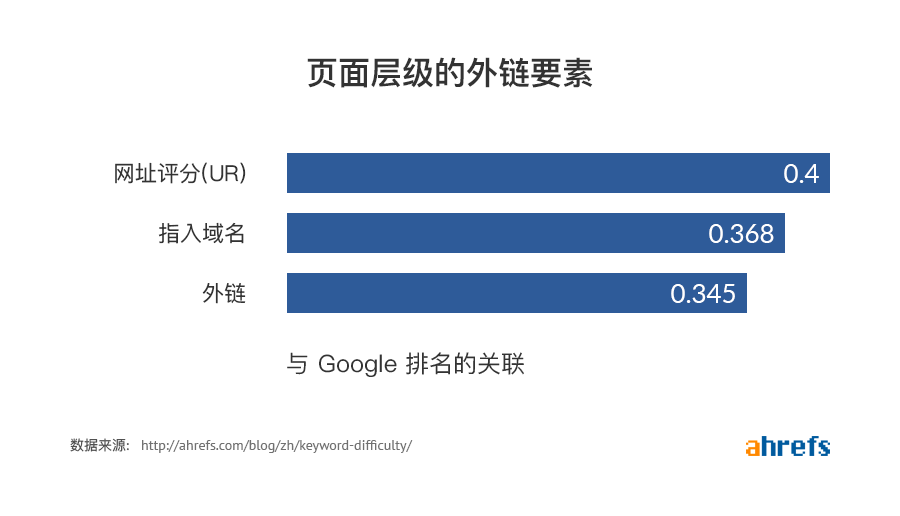 页面层级的外链要素
网址评分(UR) 0.4
指入域名 0.368
外链 0.345
与 Google 排名的关联
数据来源: http://ahrefs.com/blog/zh/keyword-difficulty/
ahrefs